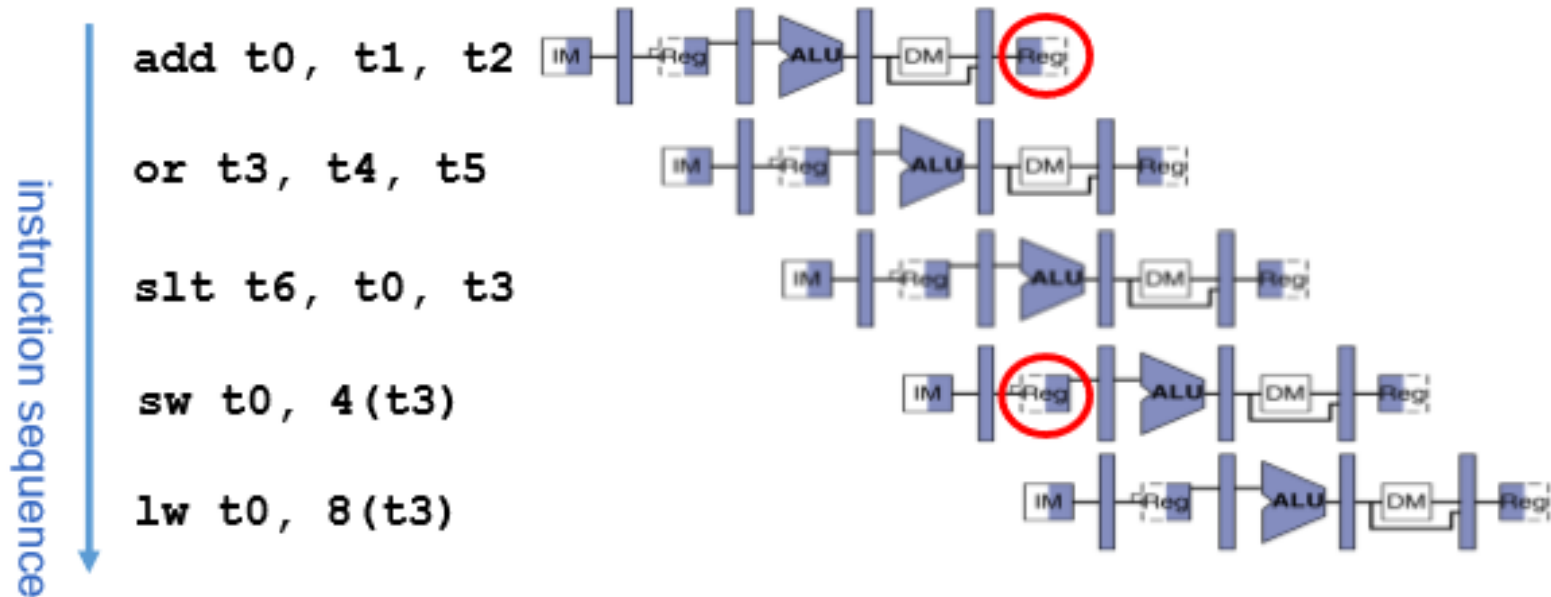 instruction sequence
add t0, t1, t2 IM Reg ALU DM Reg
or t3, t4, t5 IM Reg ALU DM Reg
slt t6, t0, t3 IM Reg ALU DM Reg
sw t0, 4(t3) IM Reg ALU DM Reg
lw t0, 8(t3) IM Reg ALU DM Reg